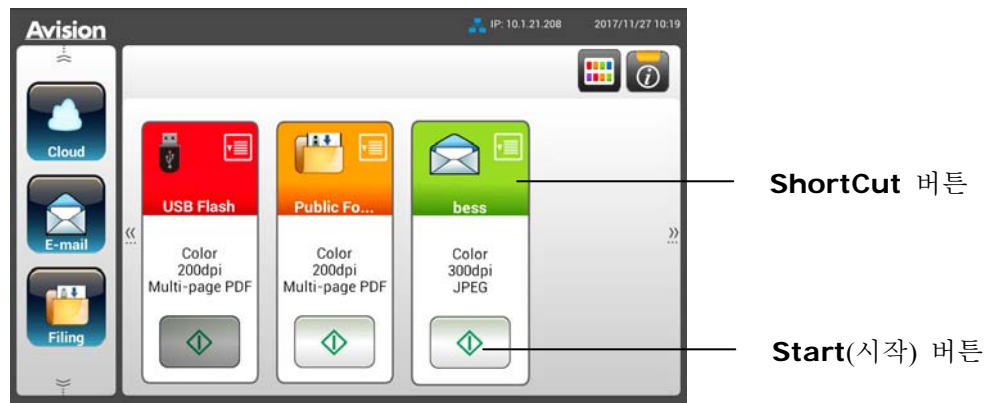 Avision
IP: 10.1.21.208 2017/11/27 10:19
Cloud
E-mail
Filing
USB Flash
Color
200dpi
Multi-page PDF
Public Fo...
Color
200dpi
Multi-page PDF
bess
Color
300dpi
JPEG
ShortCut 버튼
Start(시작) 버튼